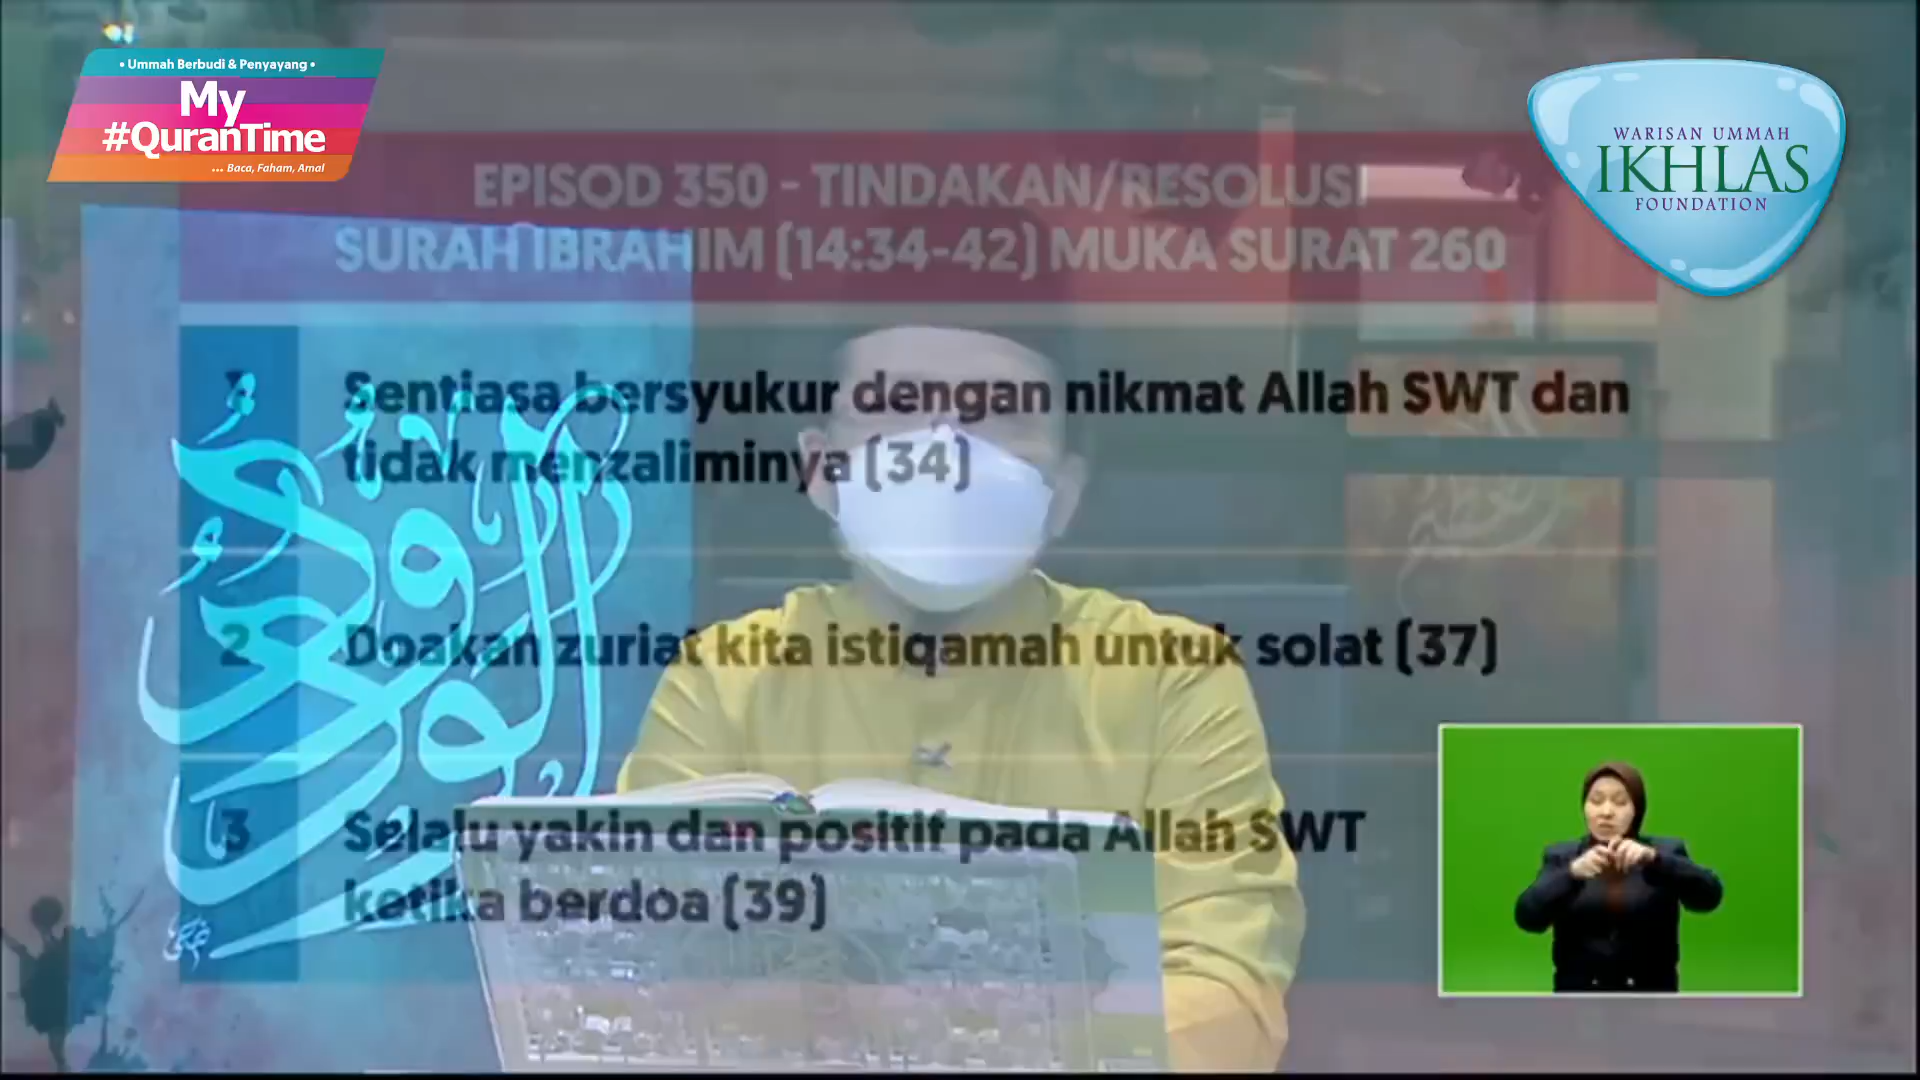 • Ummah Berbudi & Penyayang •
My
#QuranTime
... Baca, Faham, Amal
WARISAN UMMAH
IKHLAS
FOUNDATION
EPISOD 350 - TINDAKAN/RESOLUSI
SURAH IBRAHIM (14:34-42) MUKA SURAT 260
Sentiasa bersyukur dengan nikmat Allah SWT dan
tidak menzaliminya (34)
2 Doakan zuriat kita istiqamah untuk solat (37)
3 Selalu yakin dan positif pada Allah SWT
ketika berdoa (39)